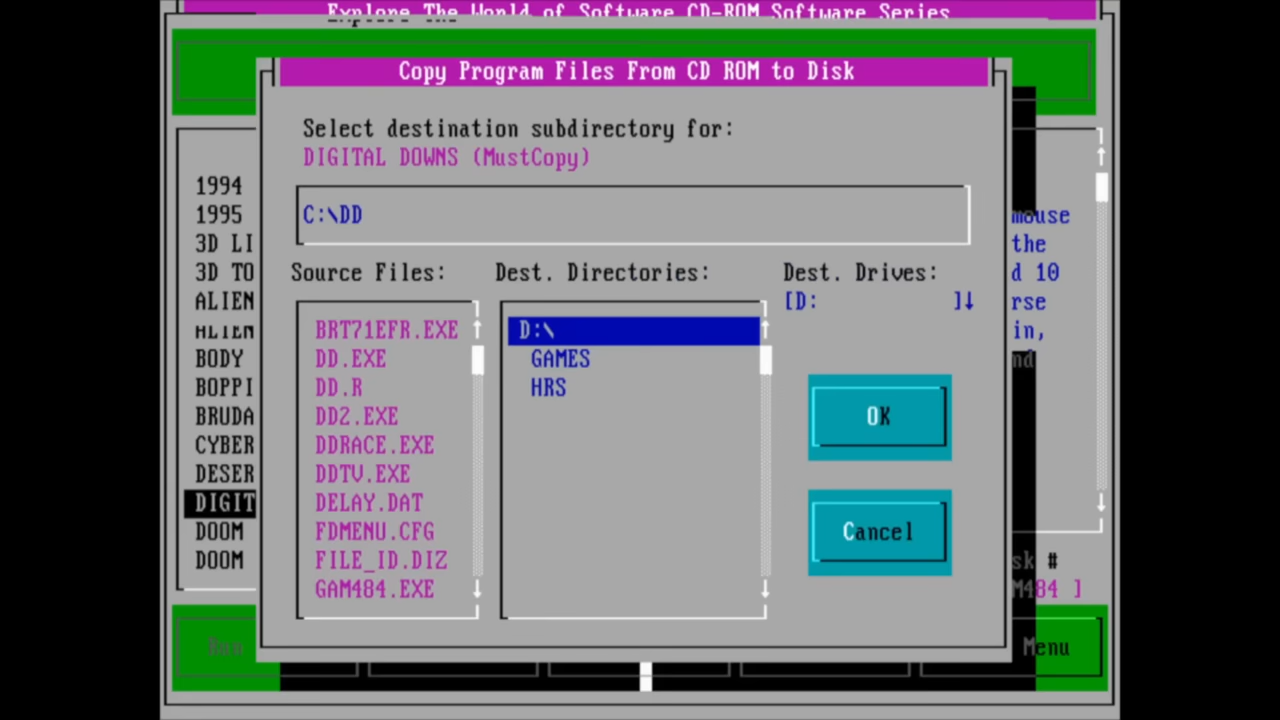 Explore The World of Software CD-ROM Software Series
Explore The
Copy Program Files From CD ROM to Disk
Select destination subdirectory for:
DIGITAL DOWNS (MustCopy)
C:\DD
Source Files:
Dest. Directories:
Dest. Drives:
[D: ]↓
BRT71EFR.EXE
DD.EXE
DD.R
DD2.EXE
DDRACE.EXE
DDTV.EXE
DELAY.DAT
FDMENU.CFG
FILE_ID.DIZ
GAM484.EXE
D:\
GAMES
HRS
OK
Cancel
1994
1995
3D LI
3D TO
ALIEN
ALIEN
BODY
BOPPI
BRUDA
CYBER
DESER
DIGIT
DOOM
DOOM
mouse
the
d 10
rse
in,
nd
sk #
M484 ]
Run
Menu